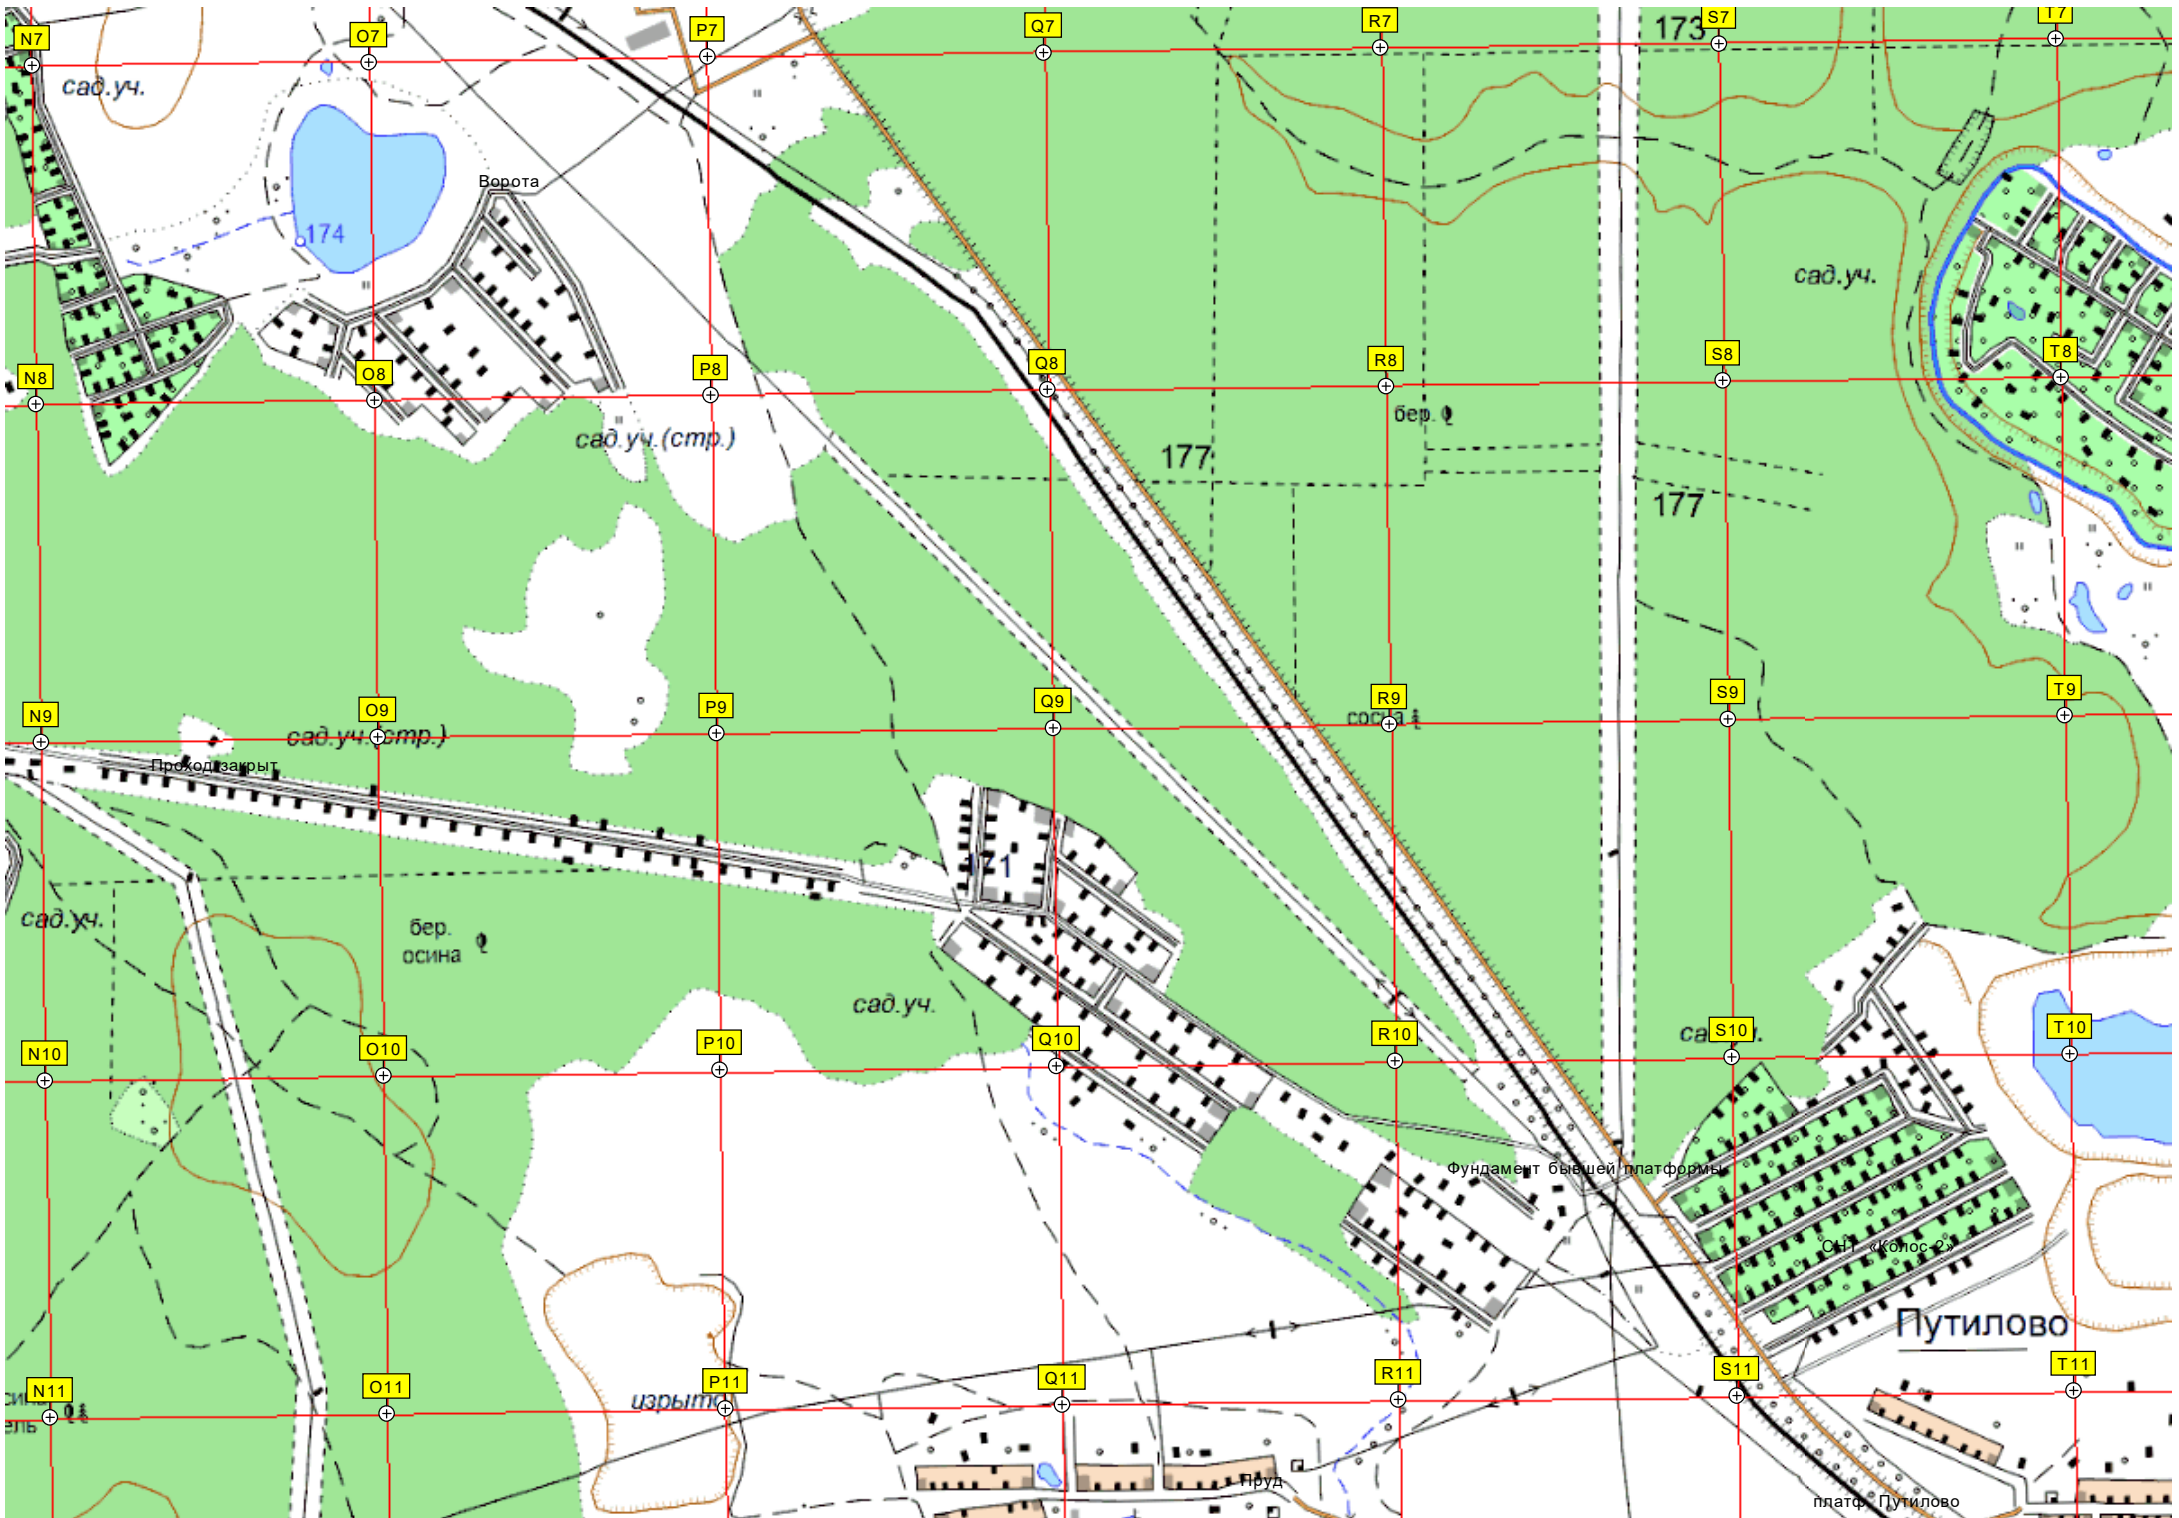 N7
O7
P7
Q7
R7
S7
T7
173
сад.уч.
Ворота
174
сад.уч.
N8
O8
P8
Q8
R8
S8
T8
бер.
сад.уч.(стр.)
177
177
N9
O9
P9
Q9
R9
S9
T9
сосна
сад.уч.(стр.)
Проход закрыт
171
сад.уч.
бер.
осина
сад.уч.
N10
O10
P10
Q10
R10
S10
T10
Фундамент бывшей платформы
СНТ «Колос-2»
Путилово
N11
O11
P11
Q11
R11
S11
T11
изрыто
ель
Пруд
платф. Путилово